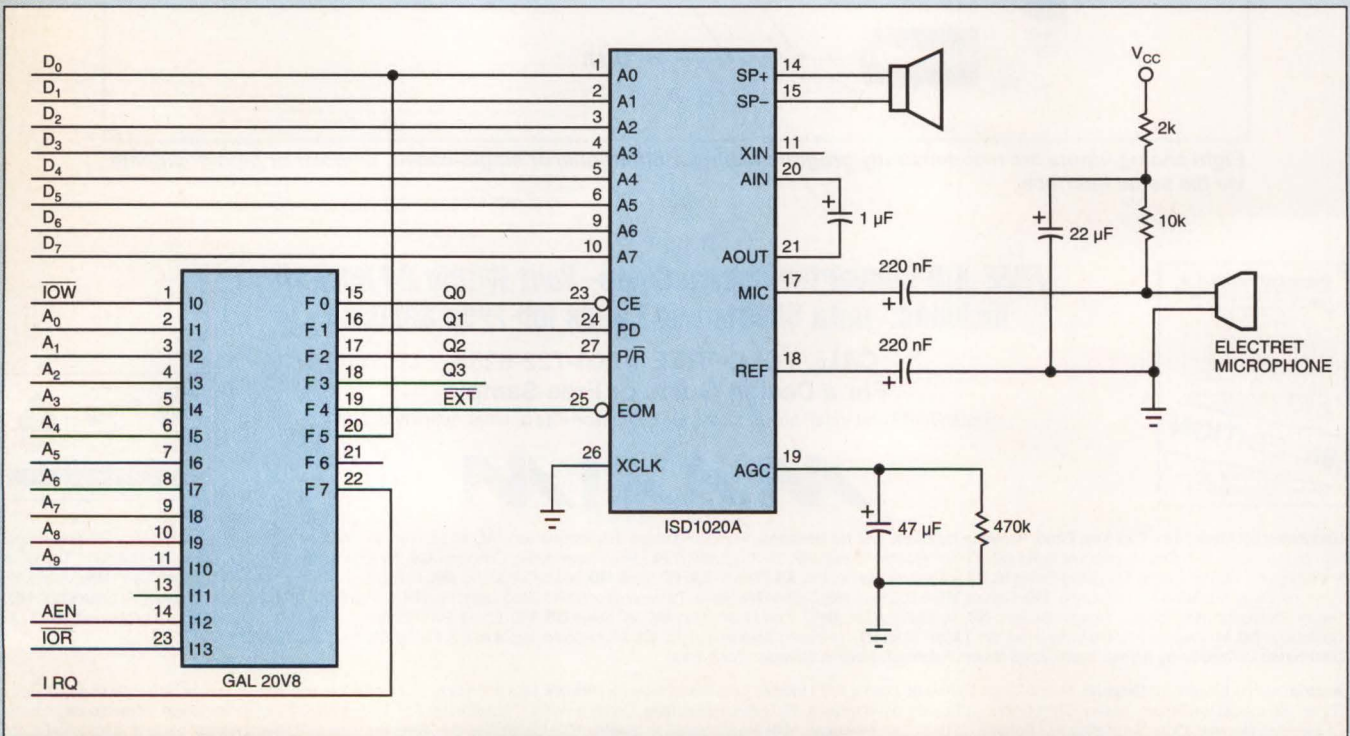 D0
D1
D2
D3
D4
D5
D6
D7
IOW
A0
A1
A2
A3
A4
A5
A6
A7
A8
A9
AEN
IOR
I RQ
1 I0
2 I1
3 I2
4 I3
5 I4
6 I5
7 I6
8 I7
9 I8
10 I9
11 I10
13 I11
14 I12
23 I13
F 0 15
F 1 16
F 2 17
F 3 18
F 4 19
F 5 20
F 6 21
F 7 22
GAL 20V8
Q0
Q1
Q2
Q3
EXT
1 A0
2 A1
3 A2
4 A3
5 A4
6 A5
9 A6
10 A7
23 CE
24 PD
27 P/R
25 EOM
26 XCLK
SP+ 14
SP– 15
XIN 11
AIN 20
AOUT 21
MIC 17
REF 18
AGC 19
ISD1020A
+ 1 µF
220 nF
+
220 nF
+
+ 22 µF
VCC
2k
10k
ELECTRET
MICROPHONE
+ 47 µF
470k